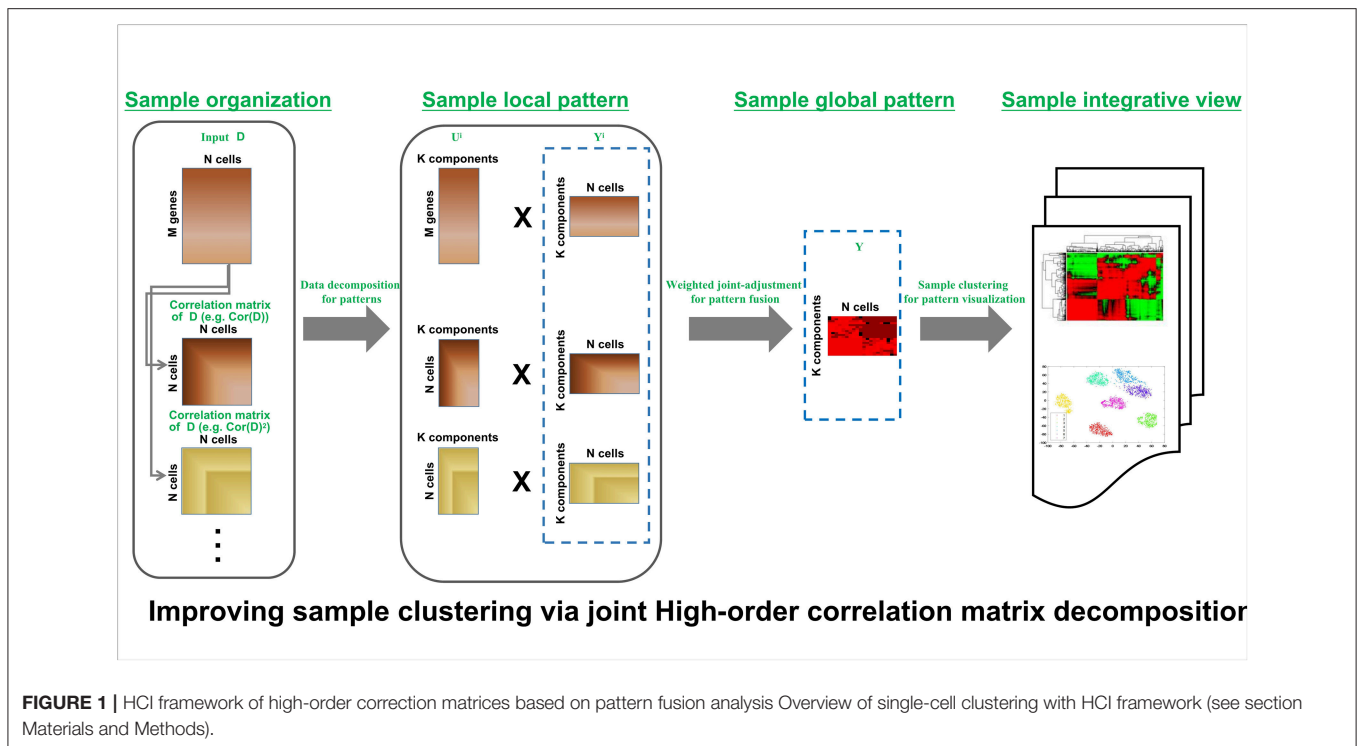 Sample organization
Sample local pattern
Sample global pattern
Sample integrative view
Input D
N cells
M genes
Correlation matrix
of D (e.g. Cor(D))
N cells
N cells
Correlation matrix
of D (e.g. Cor(D)²)
N cells
N cells
Data decomposition
for patterns
Uⁱ
Yⁱ
K components
M genes
X
N cells
K components
K components
N cells
X
N cells
K components
K components
N cells
X
N cells
K components
Weighted joint-adjustment
for pattern fusion
Y
N cells
K components
Sample clustering
for pattern visualization
Improving sample clustering via joint High-order correlation matrix decomposition
FIGURE 1 | HCI framework of high-order correction matrices based on pattern fusion analysis Overview of single-cell clustering with HCI framework (see section
Materials and Methods).